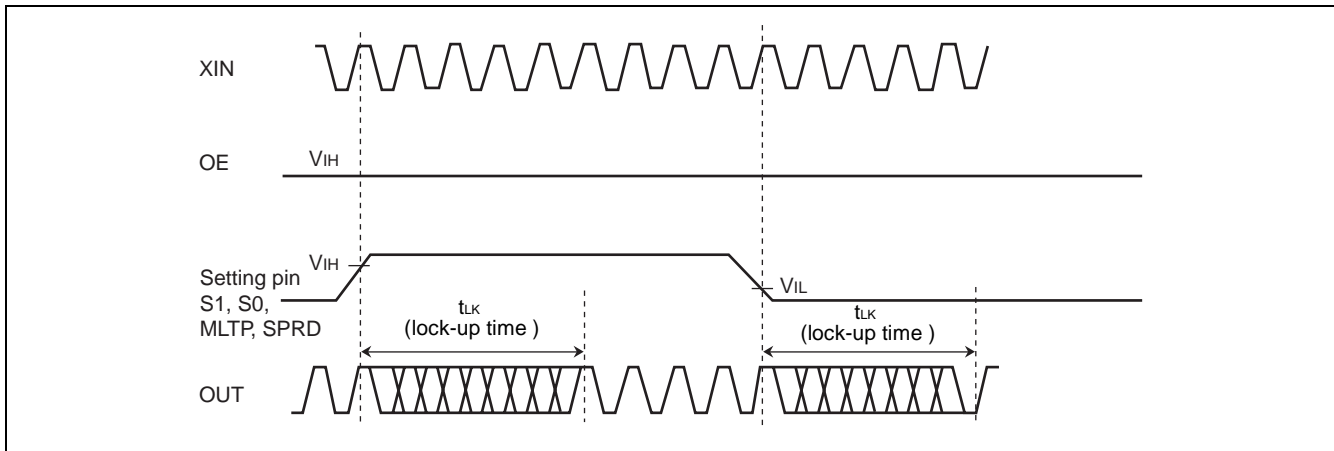 XIN
OE
VIH
VIH
Setting pin
S1, S0,
MLTP, SPRD
VIL
tLK
(lock-up time )
tLK
(lock-up time )
OUT